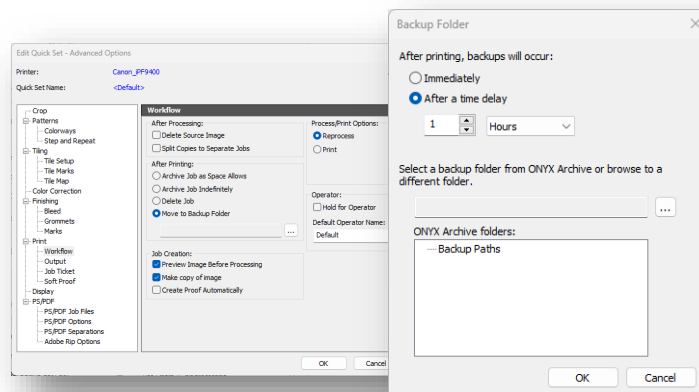 Edit Quick Set - Advanced Options
Printer: Canon_iPF9400
Quick Set Name: <Default>
Crop
Patterns
Colorways
Step and Repeat
Tiling
Tile Setup
Tile Marks
Tile Map
Color Correction
Finishing
Bleed
Grommets
Marks
Print
Workflow
Output
Job Ticket
Soft Proof
Display
PS/PDF
PS/PDF Job Files
PS/PDF Options
PS/PDF Separations
Adobe Rip Options
Workflow
After Processing:
Delete Source Image
Split Copies to Separate Jobs
After Printing:
Archive Job as Space Allows
Archive Job Indefinitely
Delete Job
Move to Backup Folder
...
Job Creation:
Preview Image Before Processing
Make copy of image
Create Proof Automatically
Process/Print Options:
Reprocess
Print
Operator:
Hold for Operator
Default Operator Name:
Default
OK Cancel
Backup Folder
After printing, backups will occur:
Immediately
After a time delay
1 Hours
Select a backup folder from ONYX Archive or browse to a
different folder.
...
ONYX Archive folders:
Backup Paths
OK Cancel